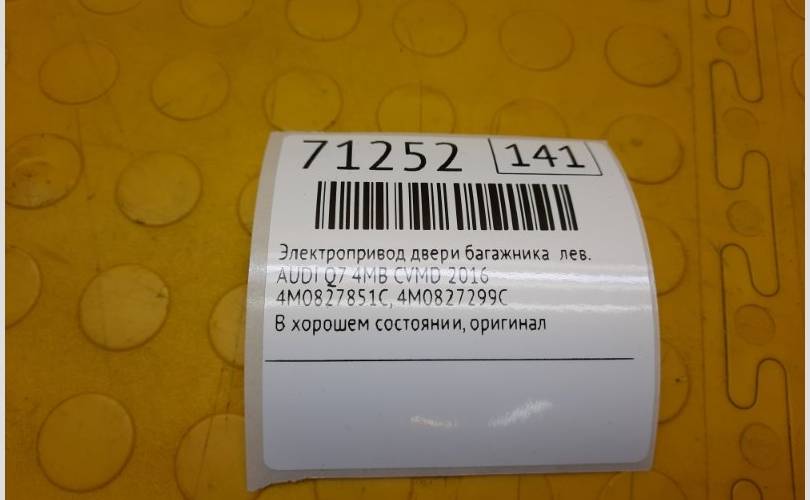 71252 141
Электропривод двери багажника лев.
AUDI Q7 4MB CVMD 2016
4M0827851C, 4M0827299C
В хорошем состоянии, оригинал